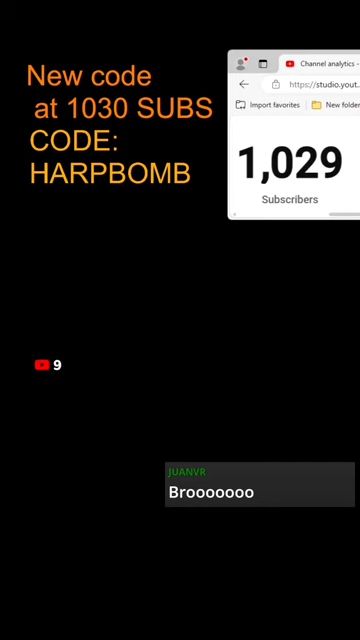 New code
at 1030 SUBS
CODE:
HARPBOMB
Channel analytics -
https://studio.yout
Import favorites
New folder
1,029
Subscribers
9
JUANVR
Brooooooo